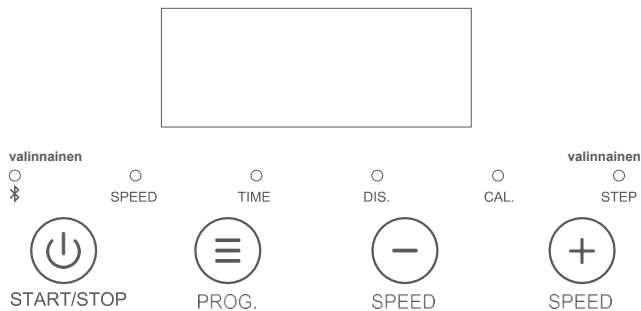 valinnainen valinnainen
SPEED TIME DIS. CAL. STEP
START/STOP PROG. SPEED SPEED